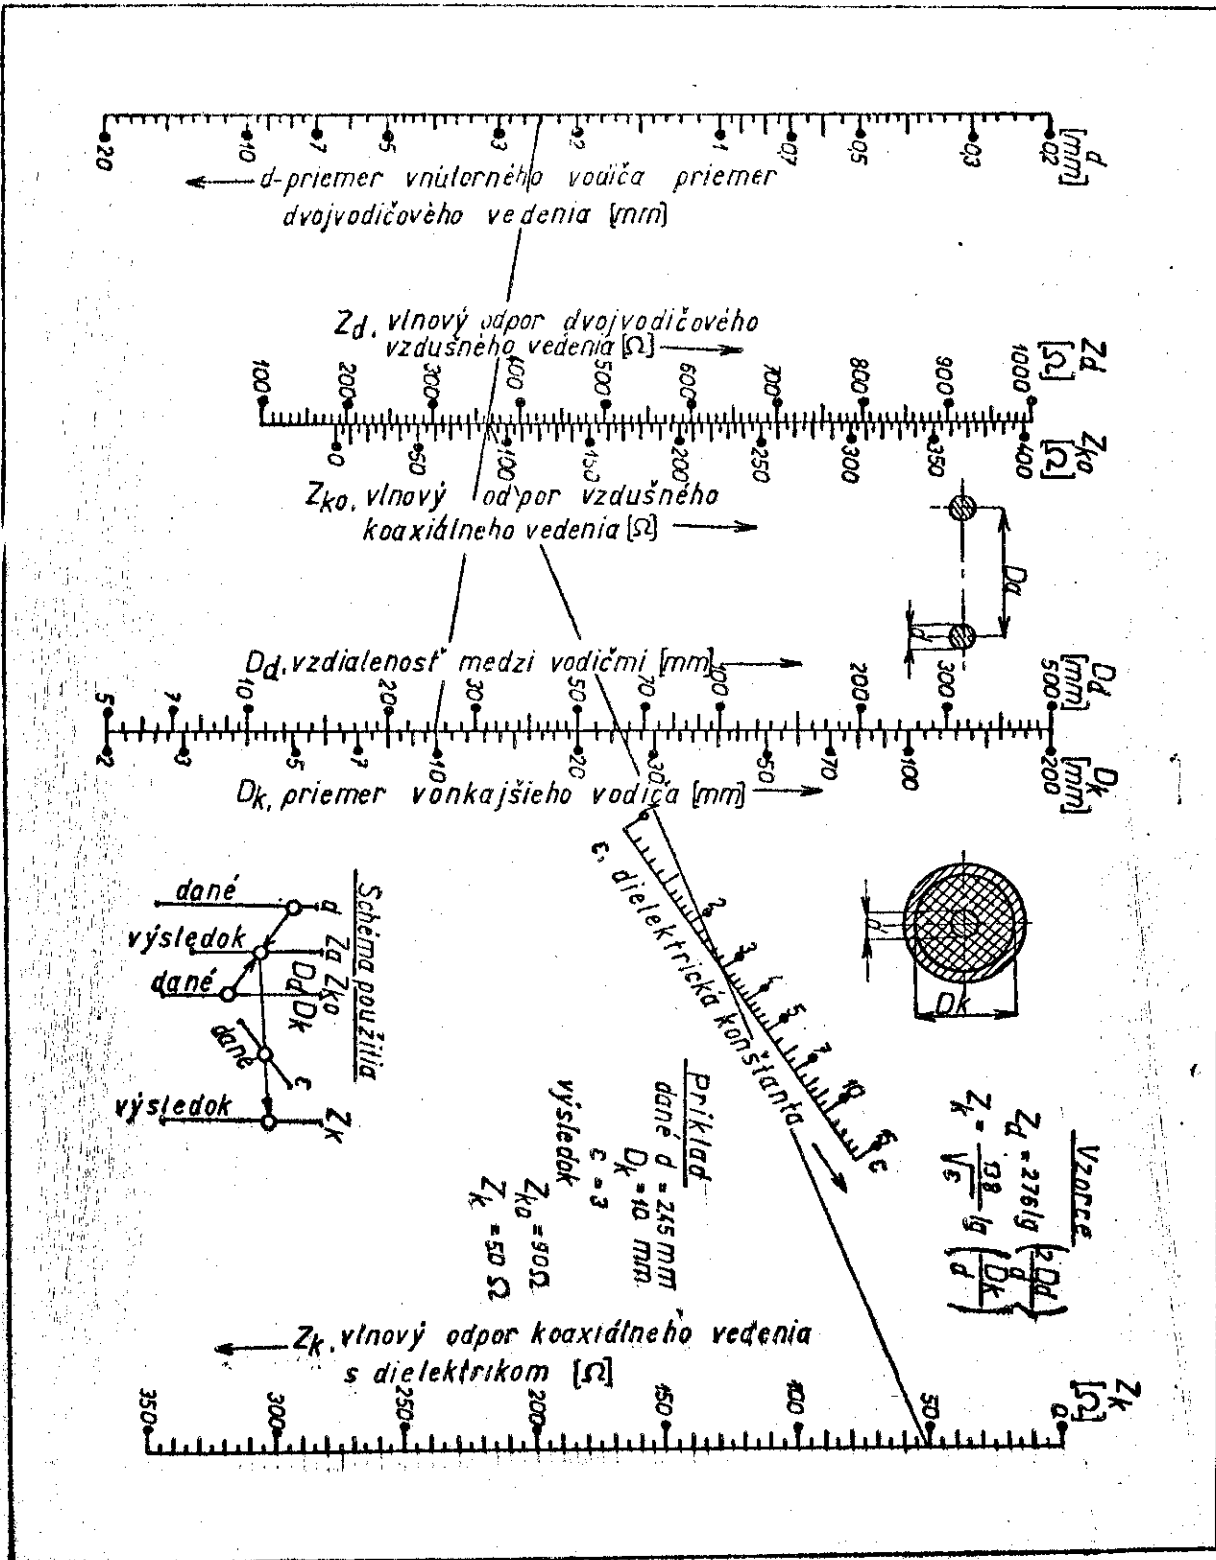 d
[mm]
20
10
7
5
3
2
1
0,7
0,5
0,3
0,2
d-priemer vnútorného vodiča priemer
dvojvodičového vedenia [mm]
Zd, vlnový odpor dvojvodičového
vzdušného vedenia [Ω]
Zd
[Ω]
100
200
300
400
500
600
700
800
900
1000
Zko
[Ω]
0
50
100
150
200
250
300
350
400
Zko, vlnový odpor vzdušného
koaxiálneho vedenia [Ω]
Dd
d
Dd, vzdialenosť medzi vodičmi [mm]
Dd
[mm]
5
7
10
20
30
50
70
100
200
300
500
Dk
[mm]
2
3
5
7
10
20
30
50
70
100
200
Dk, priemer vonkajšieho vodiča [mm]
ε, dielektrická konštanta
2
3
4
5
7
10
15
ε
d
Dk
Schéma použitia
dané
d
výsledok
Zd Zko
dané
Dd Dk
dané
ε
výsledok
Zk
Príklad
dané d = 2,45 mm
Dk = 10 mm
ε = 3
výsledok
Zko = 90Ω
Zk = 50 Ω
Vzorce
Zd = 276 lg (2Dd/d)
Zk = 138/√ε lg (Dk/d)
Zk, vlnový odpor koaxiálneho vedenia
s dielektrikom [Ω]
Zk
[Ω]
350
300
250
200
150
100
50
0